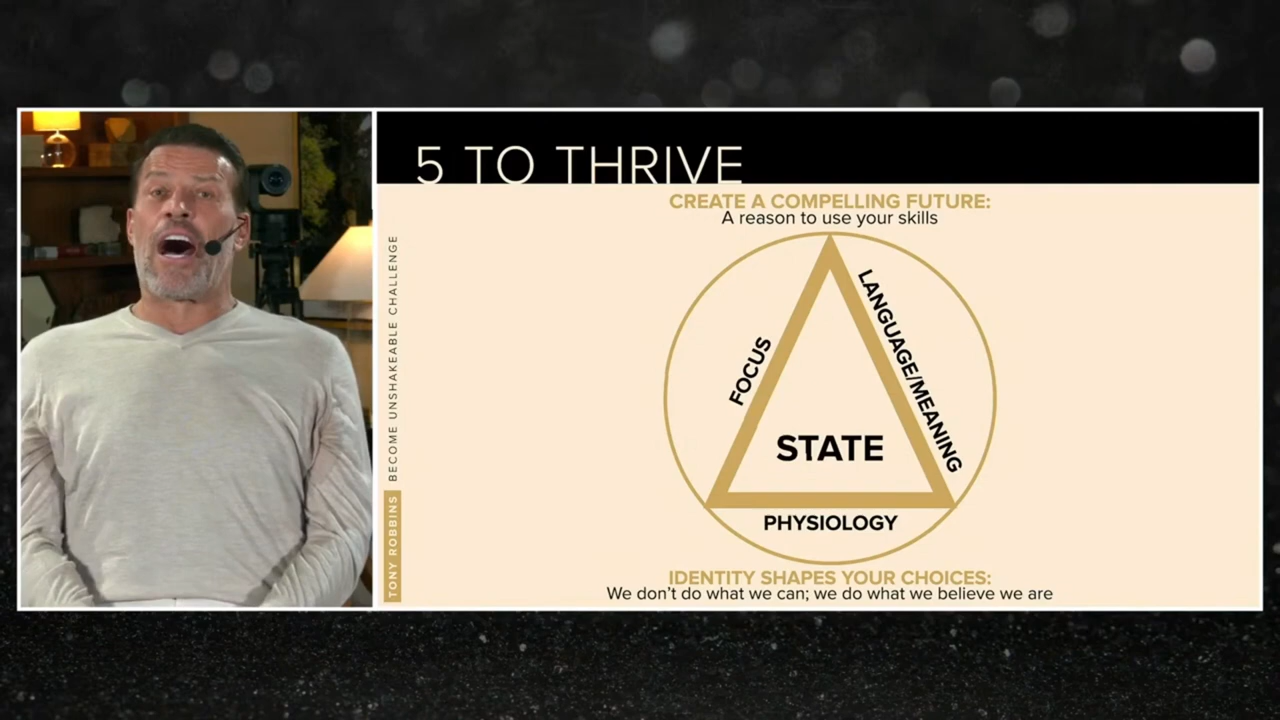 5 TO THRIVE
CREATE A COMPELLING FUTURE:
A reason to use your skills
FOCUS
LANGUAGE/MEANING
STATE
PHYSIOLOGY
IDENTITY SHAPES YOUR CHOICES:
We don't do what we can; we do what we believe we are
TONY ROBBINS BECOME UNSHAKEABLE CHALLENGE